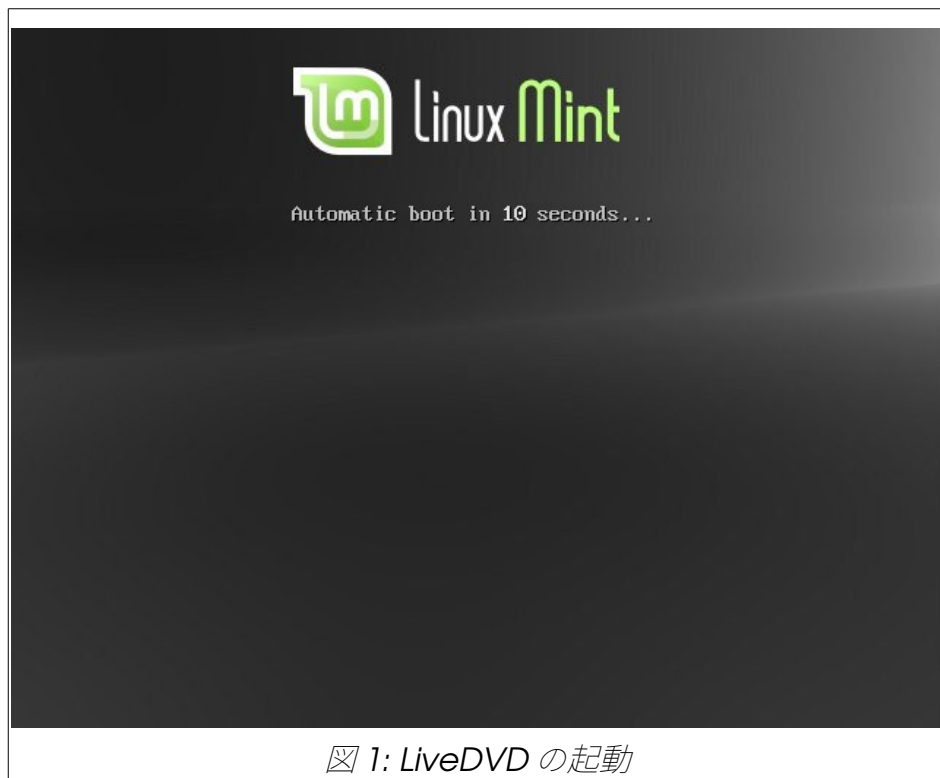 Linux Mint
Automatic boot in 10 seconds...
図 1: LiveDVD の起動